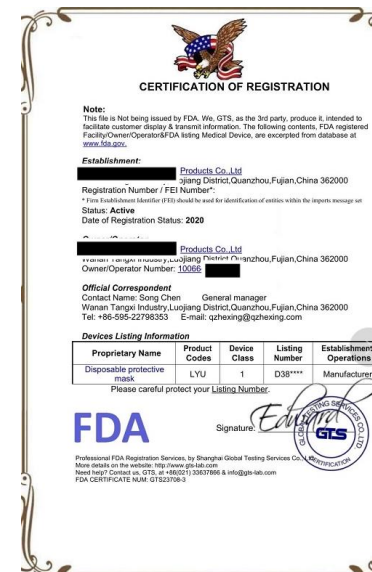 CERTIFICATION OF REGISTRATION
Note:
This file is Not being issued by FDA. We, GTS, as the 3rd party, produce it, intended to
facilitate customer display & transmit information. The following contents, FDA registered
Facility/Owner/Operator&FDA listing Medical Device, are excerpted from database at
www.fda.gov.
Establishment:
Products Co.,Ltd
District,Quanzhou,Fujian,China 362000
Registration Number / FEI Number*:
* Firm Establishment Identifier (FEI) should be used for identification of entities within the imports message set
Status: Active
Date of Registration Status: 2020
Products Co.,Ltd
District,Quanzhou,Fujian,China 362000
Owner/Operator Number: 10066
Official Correspondent
Contact Name: Song Chen General manager
Wanan Tangxi Industry,Luojiang District,Quanzhou,Fujian,China 362000
Tel: +86-595-22798353 E-mail: qzhexing@qzhexing.com
Devices Listing Information
Proprietary Name Product Codes Device Class Listing Number Establishment Operations
Disposable protective mask LYU 1 D38**** Manufacturer
Please careful protect your Listing Number.
FDA
Signature:
GLOBAL TESTING SERVICES CO., LTD.
GTS
CERTIFICATION
Professional FDA Registration Services, by Shanghai Global Testing Services Co.,
More details on the website: http://www.gts-lab.com
Need help? Contact us, GTS, at +86(021) 33637866 & info@gts-lab.com
FDA CERTIFICATE NUM: GTS23708-3